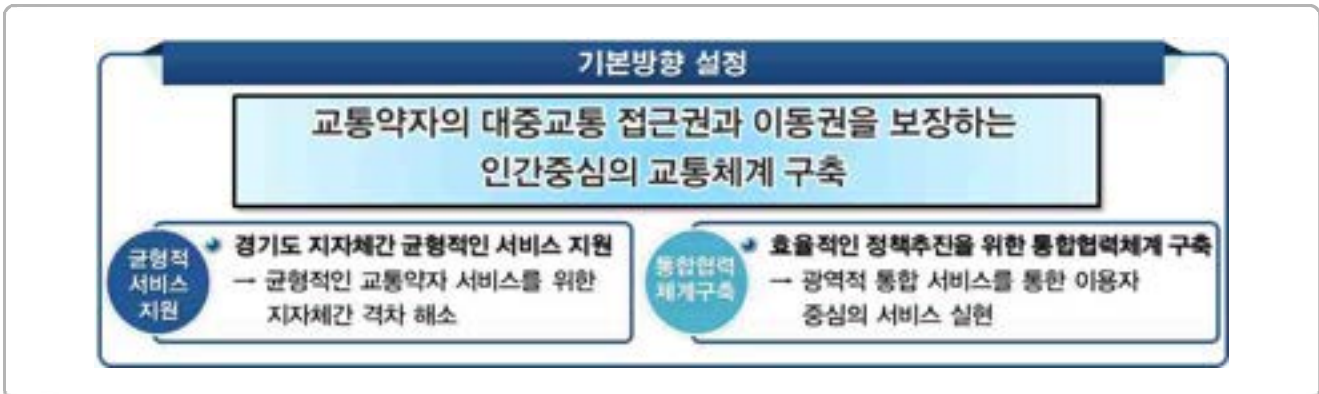 기본방향 설정
교통약자의 대중교통 접근권과 이동권을 보장하는
인간중심의 교통체계 구축
균형적
서비스
지원
경기도 지자체간 균형적인 서비스 지원
→ 균형적인 교통약자 서비스를 위한
지자체간 격차 해소
통합협력
체계구축
효율적인 정책추진을 위한 통합협력체계 구축
→ 광역적 통합 서비스를 통한 이용자
중심의 서비스 실현